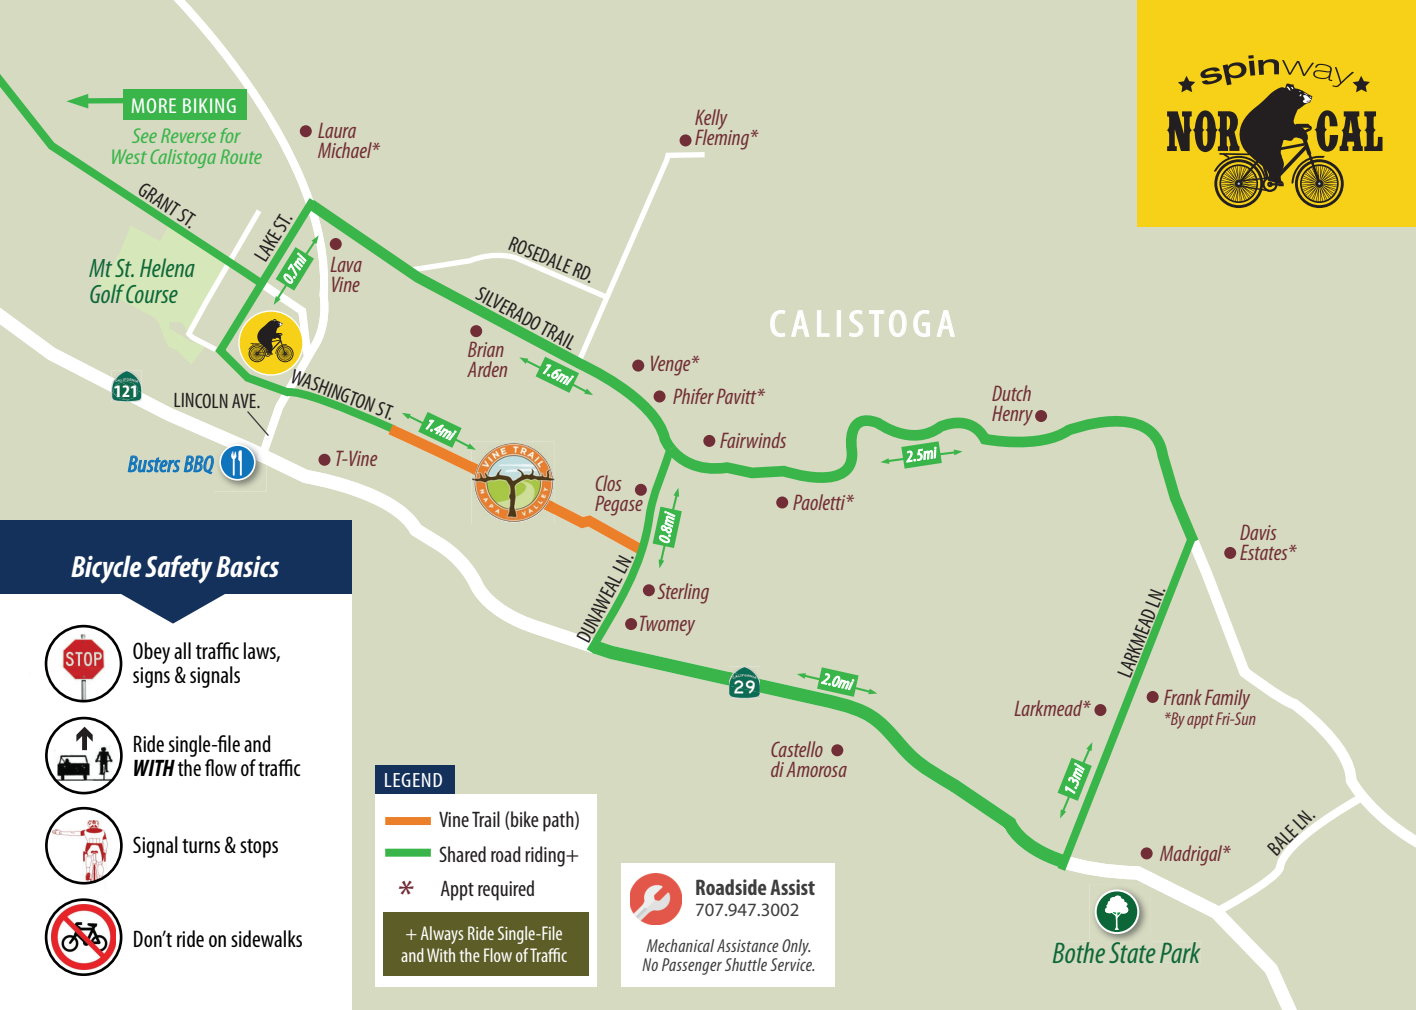 spinway
NOR CAL
MORE BIKING
See Reverse for
West Calistoga Route
Laura
Michael*
Kelly
Fleming*
GRANT ST.
LAKE ST.
0.7mi
Lava
Vine
ROSEDALE RD.
Mt St. Helena
Golf Course
SILVERADO TRAIL
CALISTOGA
Brian
Arden
1.6mi
Venge*
Phifer Pavitt*
CALIFORNIA
121
LINCOLN AVE.
WASHINGTON ST.
1.4mi
Dutch
Henry
Fairwinds
2.5mi
Busters BBQ
T-Vine
VINE TRAIL
NAPA VALLEY
Clos
Pegase
Paoletti*
0.8mi
Davis
Estates*
DUNAWEAL LN.
Sterling
Twomey
LARKMEAD LN.
CALIFORNIA
29
2.0mi
Larkmead*
Frank Family
*By appt Fri-Sun
Castello
di Amorosa
1.3mi
BALE LN.
Madrigal*
Bothe State Park
Bicycle Safety Basics
STOP
Obey all traffic laws,
signs & signals
Ride single-file and
WITH the flow of traffic
Signal turns & stops
Don't ride on sidewalks
LEGEND
Vine Trail (bike path)
Shared road riding+
* Appt required
+ Always Ride Single-File
and With the Flow of Traffic
Roadside Assist
707.947.3002
Mechanical Assistance Only.
No Passenger Shuttle Service.